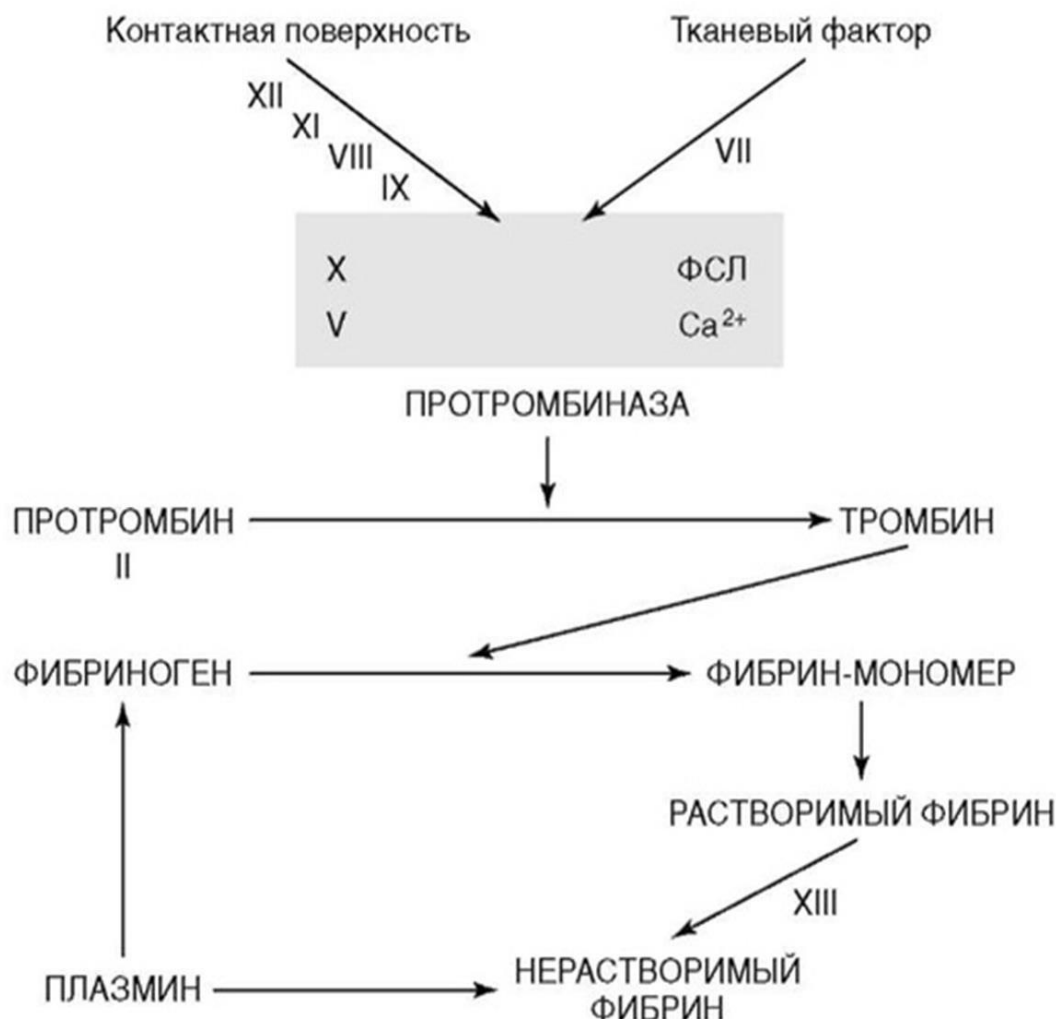 Контактная поверхность
Тканевый фактор
XII
XI
VIII
IX
VII
X
ФСЛ
V
Ca²⁺
ПРОТРОМБИНАЗА
ПРОТРОМБИН
ТРОМБИН
II
ФИБРИНОГЕН
ФИБРИН-МОНОМЕР
РАСТВОРИМЫЙ ФИБРИН
XIII
ПЛАЗМИН
НЕРАСТВОРИМЫЙ
ФИБРИН